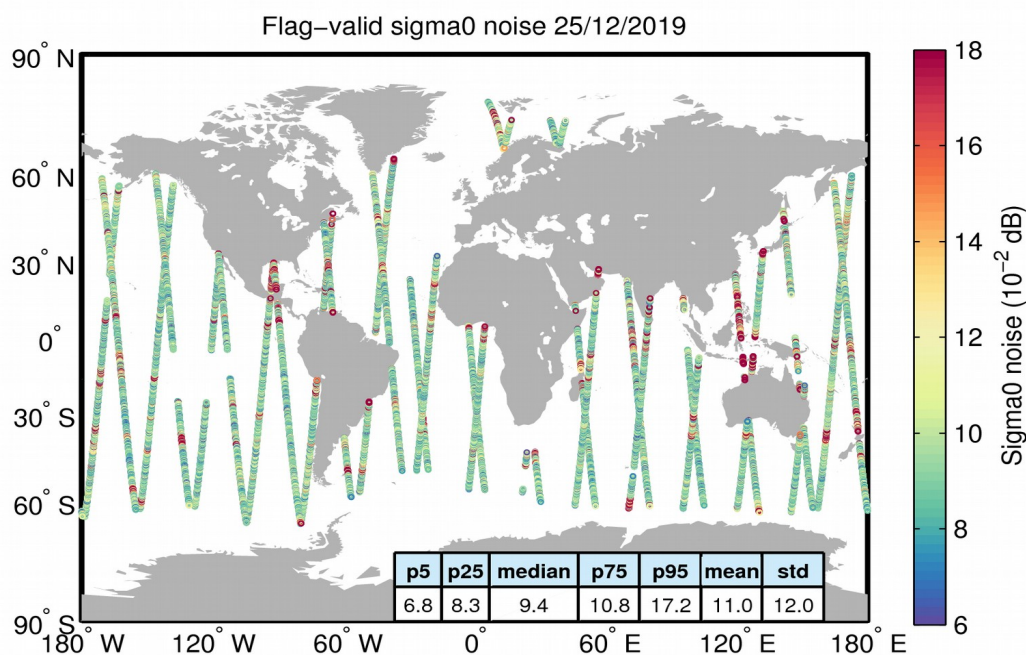 Flag−valid sigma0 noise 25/12/2019
90° N
60° N
30° N
0°
30° S
60° S
90° S
180° W
120° W
60° W
0°
60° E
120° E
180° E
p5 p25 median p75 p95 mean std
6.8 8.3 9.4 10.8 17.2 11.0 12.0
18
16
14
12
10
8
6
Sigma0 noise (10⁻² dB)